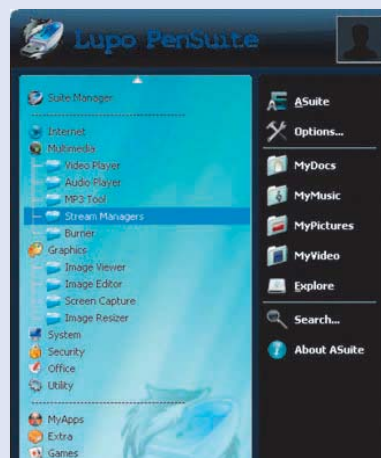 Lupo PenSuite
Suite Manager
Internet
Multimedia
Video Player
Audio Player
MP3 Tool
Stream Managers
Burner
Graphics
Image Viewer
Image Editor
Screen Capture
Image Resizer
System
Security
Office
Utility
MyApps
Extra
Games
ASuite
Options...
MyDocs
MyMusic
MyPictures
MyVideo
Explore
Search...
About ASuite